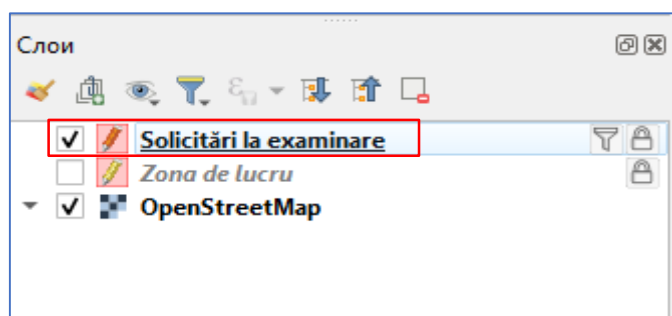 Слои
Solicitări la examinare
Zona de lucru
OpenStreetMap